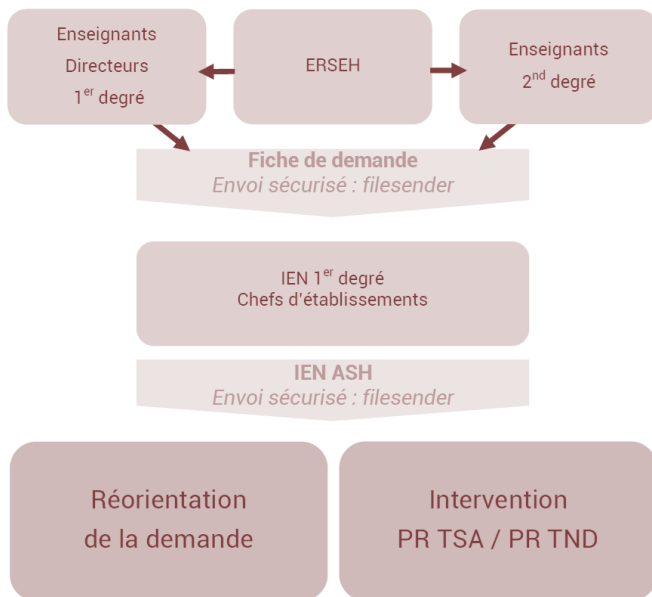 Enseignants
Directeurs
1er degré
ERSEH
Enseignants
2nd degré
Fiche de demande
Envoi sécurisé : filesender
IEN 1er degré
Chefs d'établissements
IEN ASH
Envoi sécurisé : filesender
Réorientation
de la demande
Intervention
PR TSA / PR TND